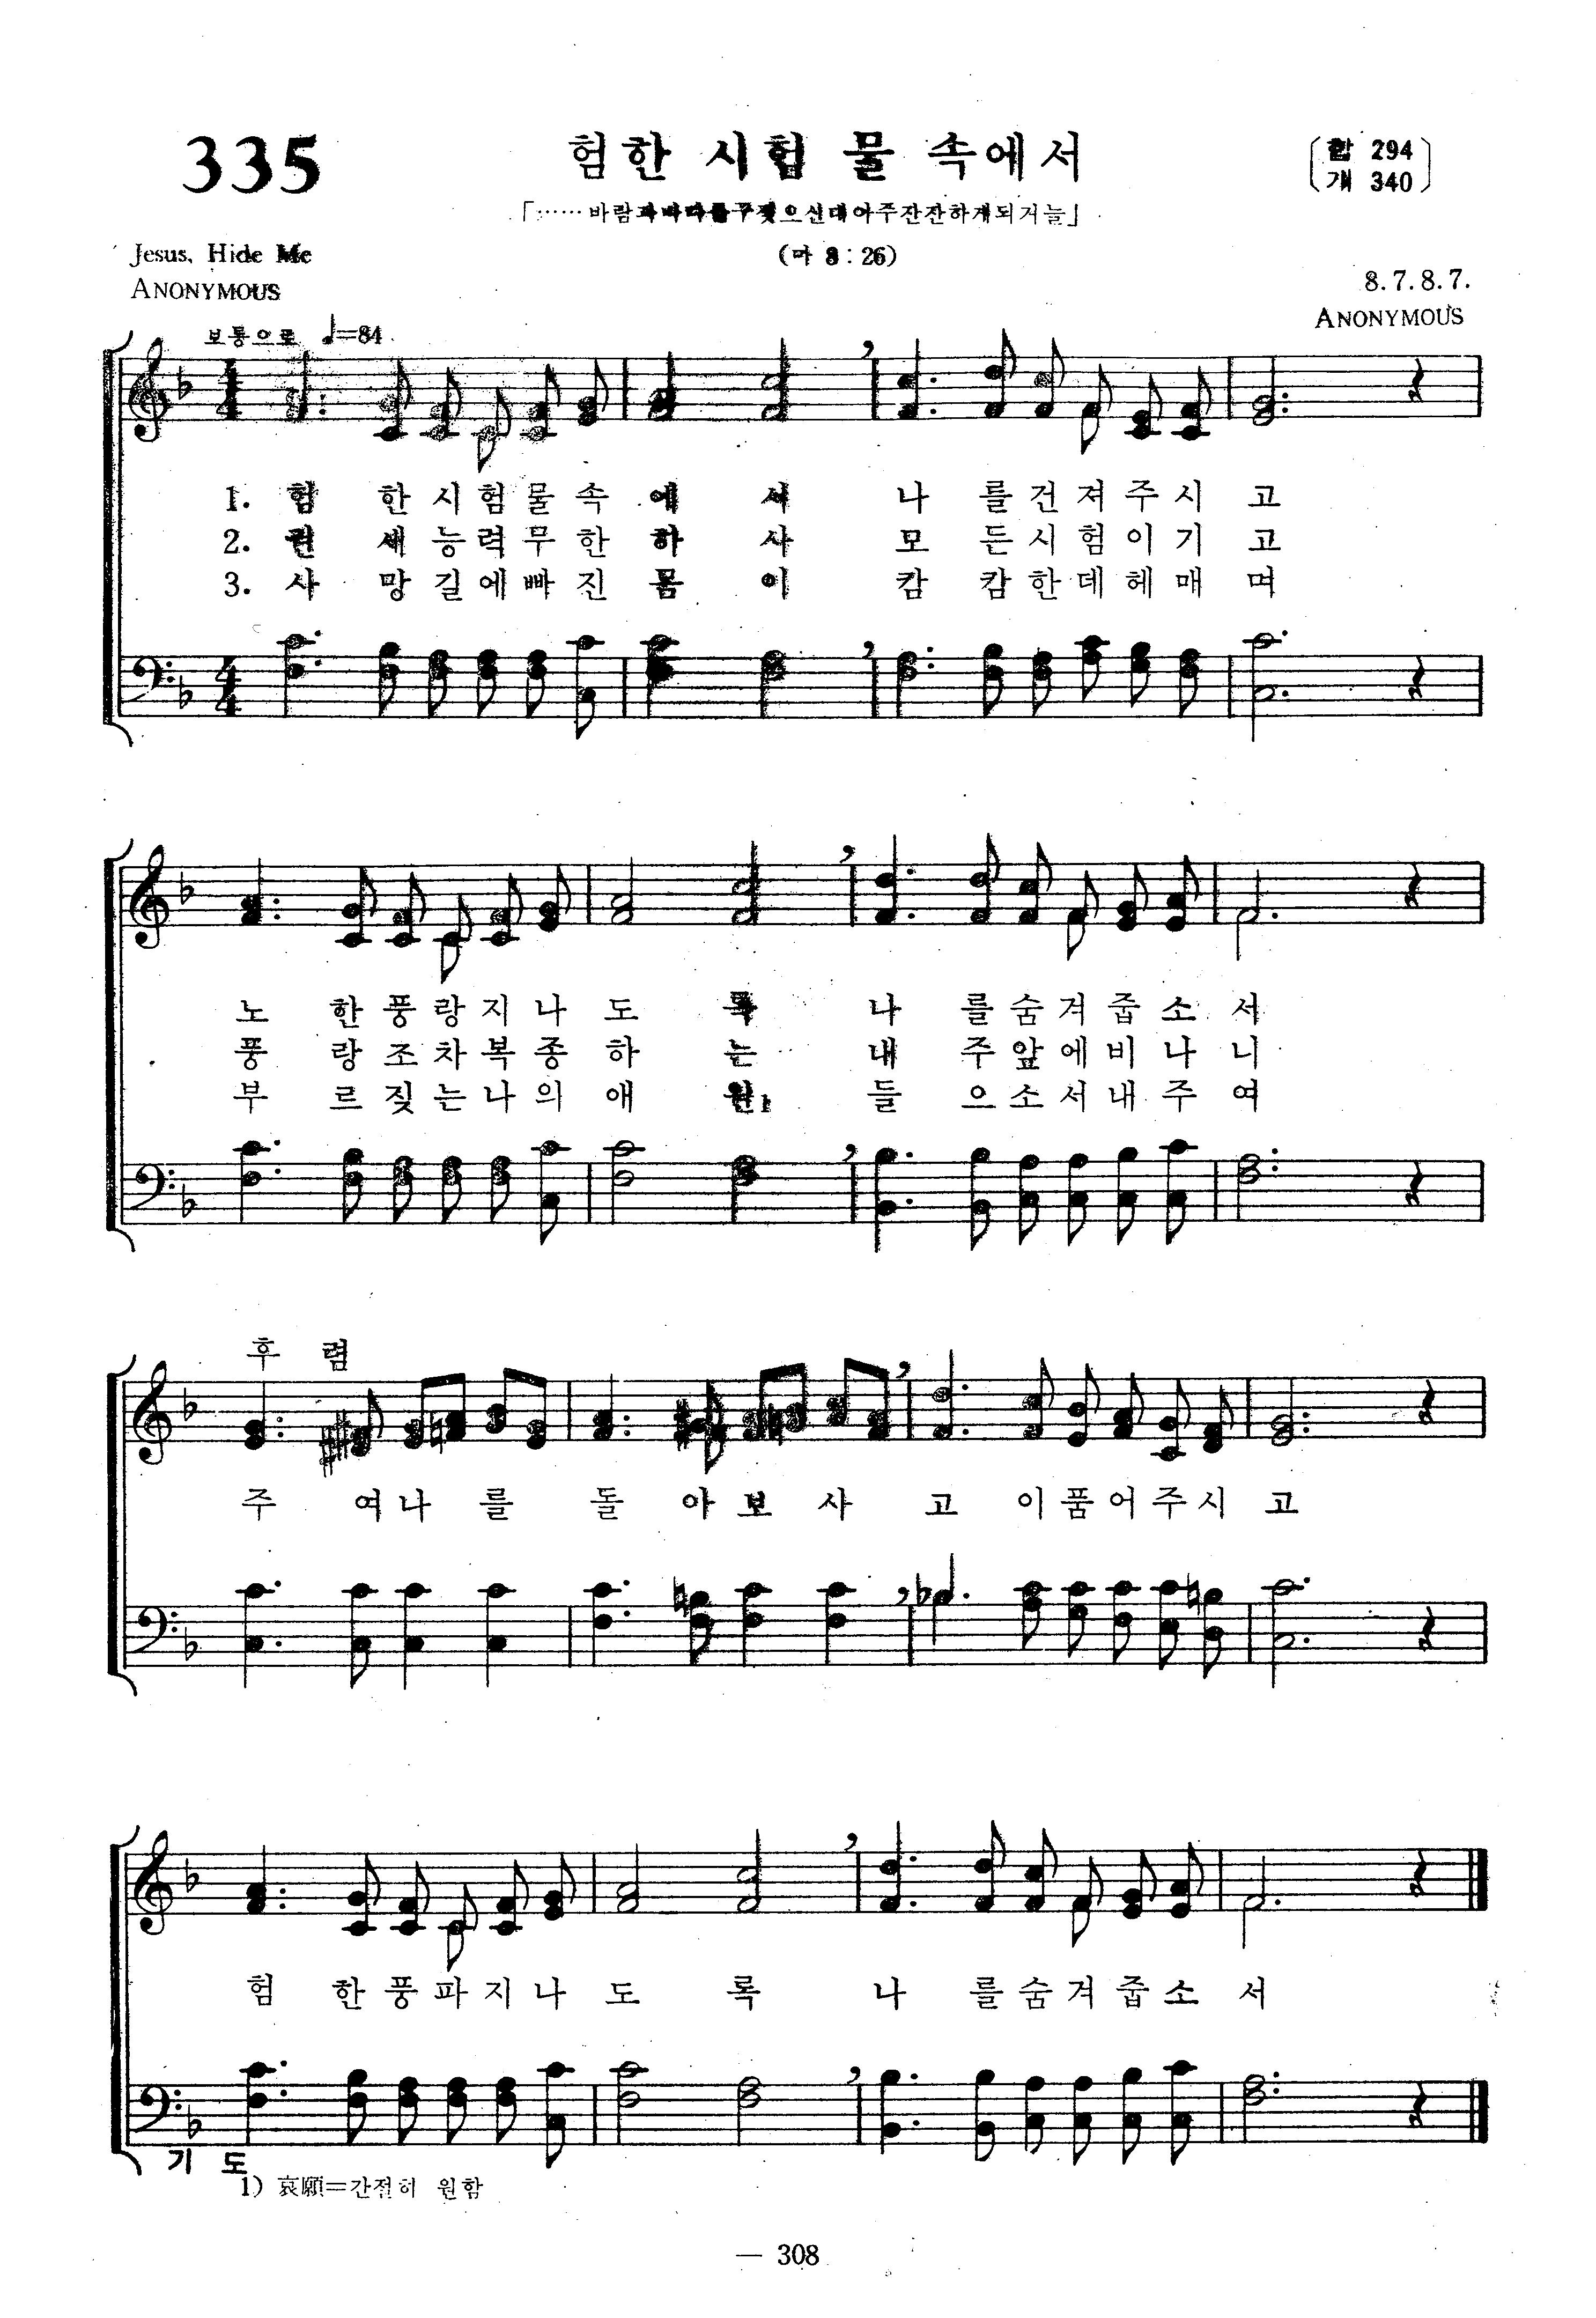 335
험한 시험 물 속에서
〔합 294
개 340〕
「……바람과바다를꾸짖으신대아주잔잔하게되거늘」
Jesus, Hide Me
(마 8 : 26)
ANONYMOUS
8. 7. 8. 7.
ANONYMOUS
보통으로 ♩=84
1. 험 한 시 험 물 속 에 서 나 를 건 져 주 시 고
2. 권 세 능 력 무 한 하 사 모 든 시 험 이 기 고
3. 사 망 길 에 빠 진 몸 이 캄 캄 한 데 헤 매 며
노 한 풍 랑 지 나 도 록 나 를 숨 겨 줍 소 서
풍 랑 조 차 복 종 하 는 내 주 앞 에 비 나 니
부 르 짖 는 나 의 애 원1 들 으 소 서 내 주 여
후 렴
주 여 나 를 돌 아 보 사 고 이 품 어 주 시 고
험 한 풍 파 지 나 도 록 나 를 숨 겨 줍 소 서
기 도
1) 哀願=간절히 원함
— 308